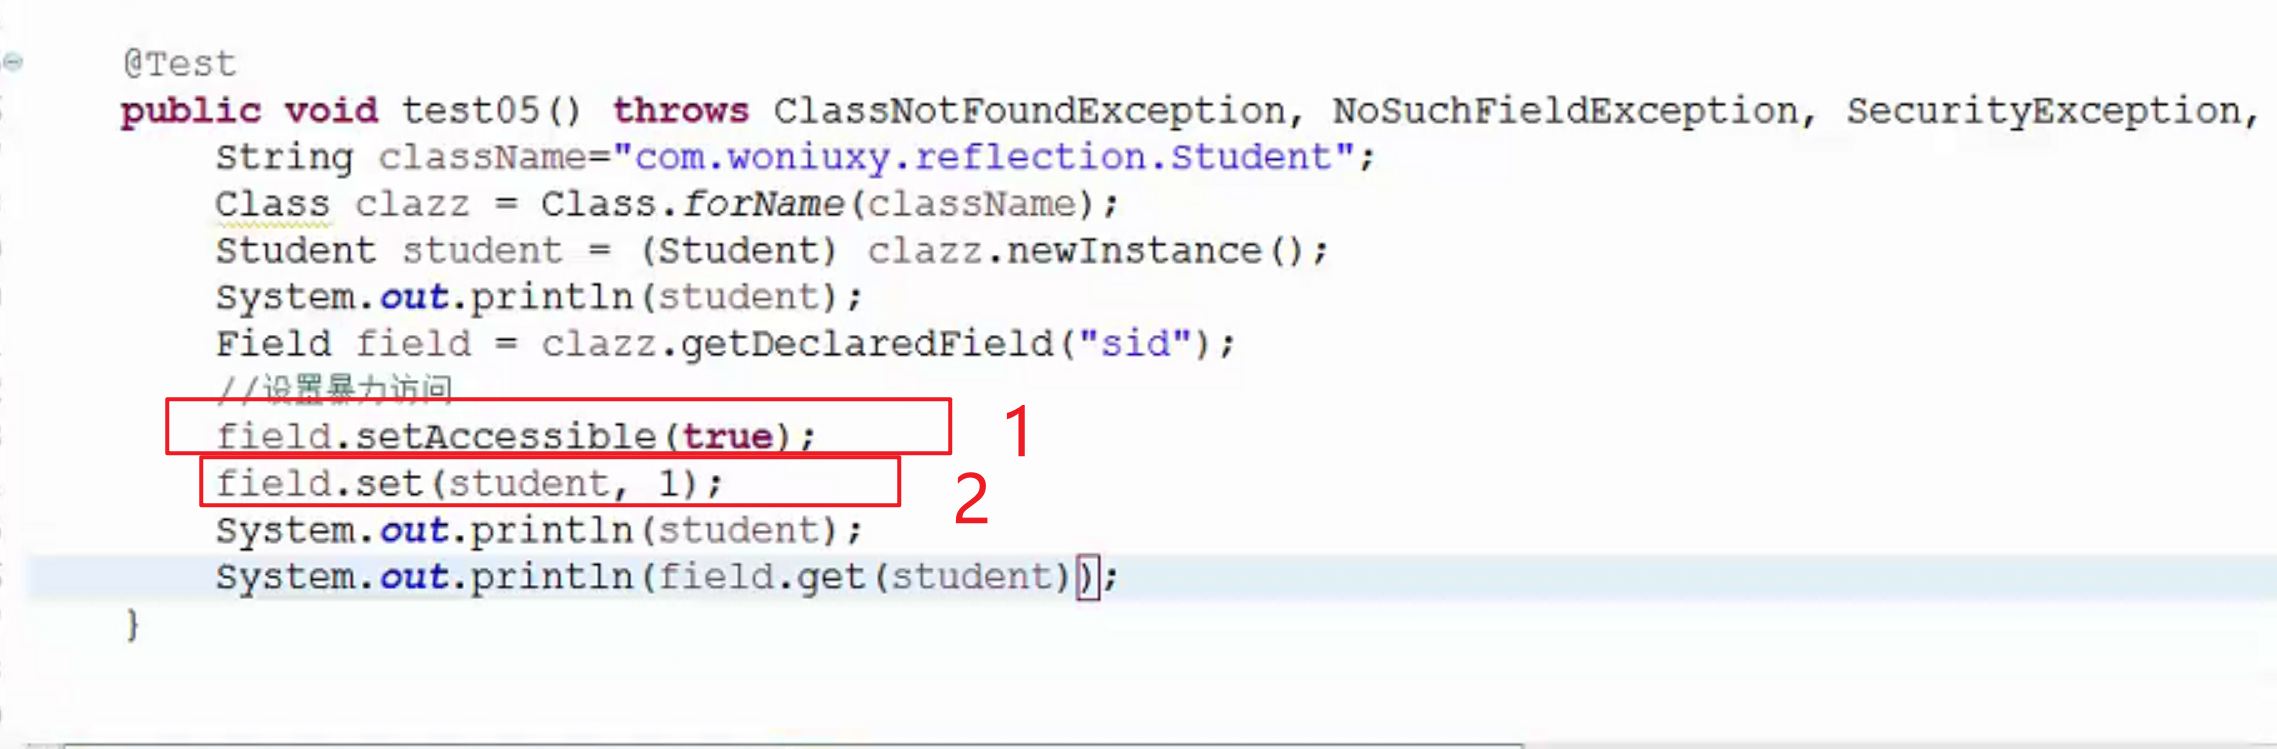 @Test
public void test05() throws ClassNotFoundException, NoSuchFieldException, SecurityException,
String className="com.woniuxy.reflection.Student";
Class clazz = Class.forName(className);
Student student = (Student) clazz.newInstance();
System.out.println(student);
Field field = clazz.getDeclaredField("sid");
//设置暴力访问
field.setAccessible(true);
1
field.set(student, 1);
2
System.out.println(student);
System.out.println(field.get(student));
}